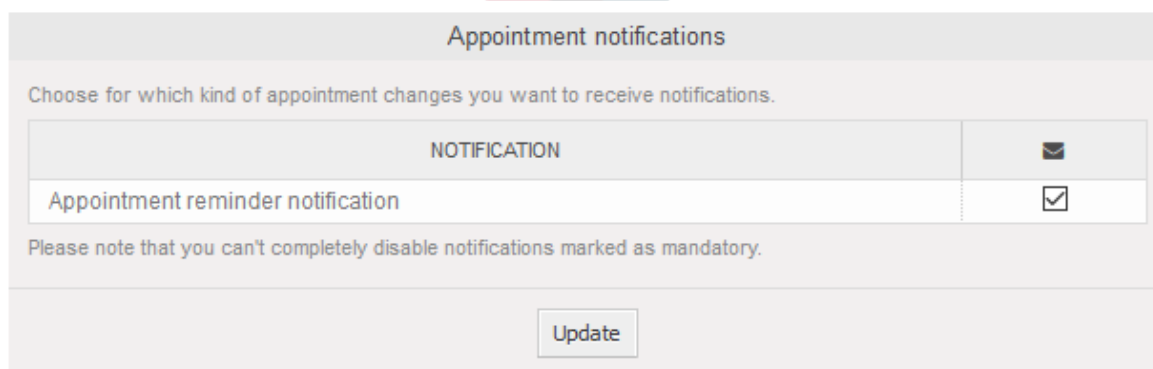 Appointment notifications
Choose for which kind of appointment changes you want to receive notifications.
NOTIFICATION
Appointment reminder notification
Please note that you can't completely disable notifications marked as mandatory.
Update